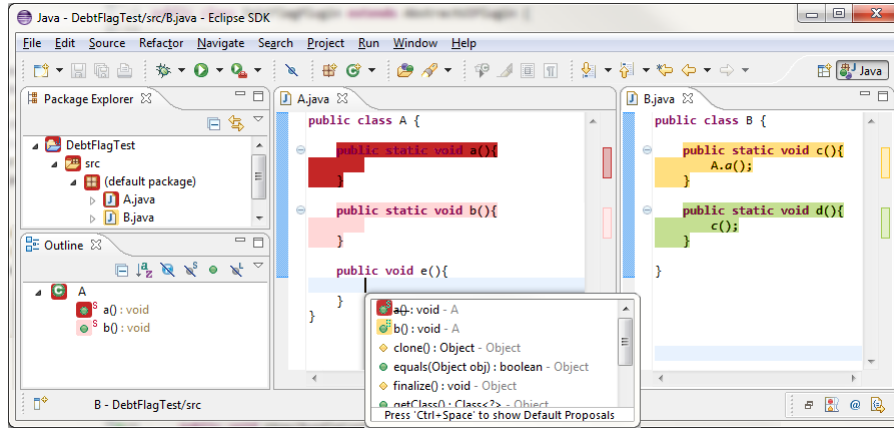 Java - DebtFlagTest/src/B.java - Eclipse SDK
File Edit Source Refactor Navigate Search Project Run Window Help
Java
Package Explorer
DebtFlagTest
src
(default package)
A.java
B.java
Outline
A
a() : void
b() : void
A.java
public class A {
public static void a(){
}
public static void b(){
}
public void e(){
}
}
a() : void - A
b() : void - A
clone() : Object - Object
equals(Object obj) : boolean - Object
finalize() : void - Object
getClass() : Class<?> - Object
Press 'Ctrl+Space' to show Default Proposals
B.java
public class B {
public static void c(){
A.a();
}
public static void d(){
c();
}
}
B - DebtFlagTest/src